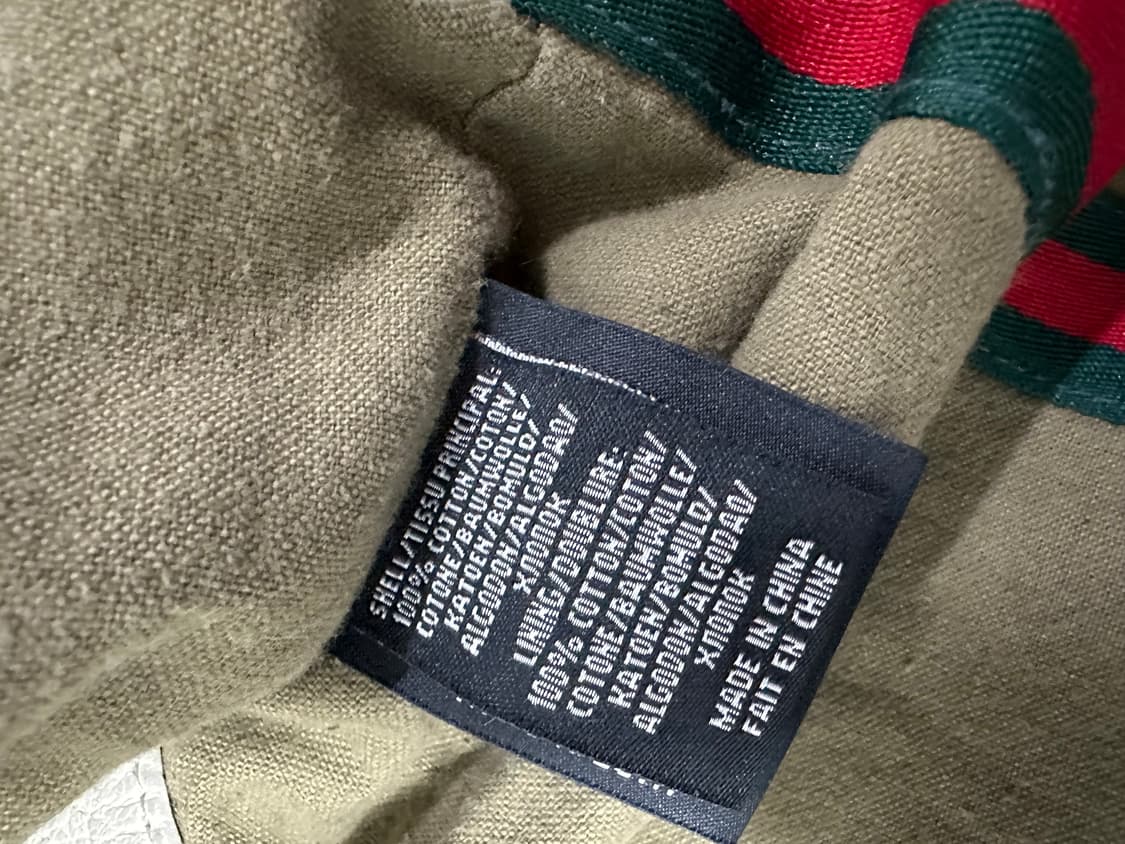 SHELL/TISSU PRINCIPAL:
100% COTTON/COTON/
COTONE/BAUMWOLLE/
KATOEN/BOMULD/
ALGODON/ALGODAO/
ХЛОПОК
LINING/DOUBLURE:
100% COTTON/COTON/
COTONE/BAUMWOLLE/
KATOEN/BOMULD/
ALGODON/ALGODAO/
ХЛОПОК
MADE IN CHINA
FAIT EN CHINE